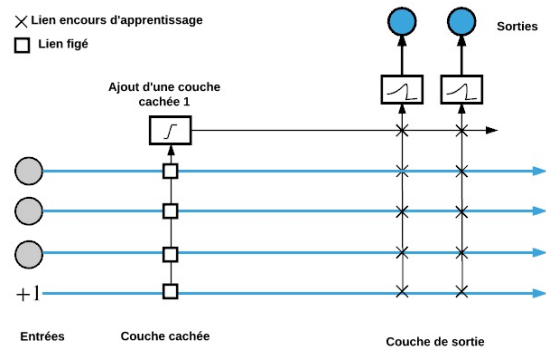 Lien encours d'apprentissage
Lien figé
Sorties
Ajout d'une couche
cachée 1
+1
Entrées
Couche cachée
Couche de sortie